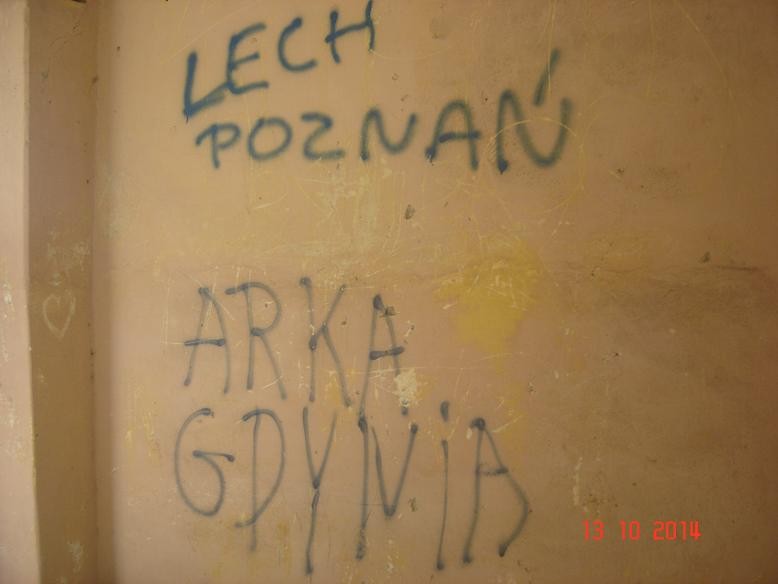 LECH
POZNAŃ
ARKA
GDYNiA
13 10 2014